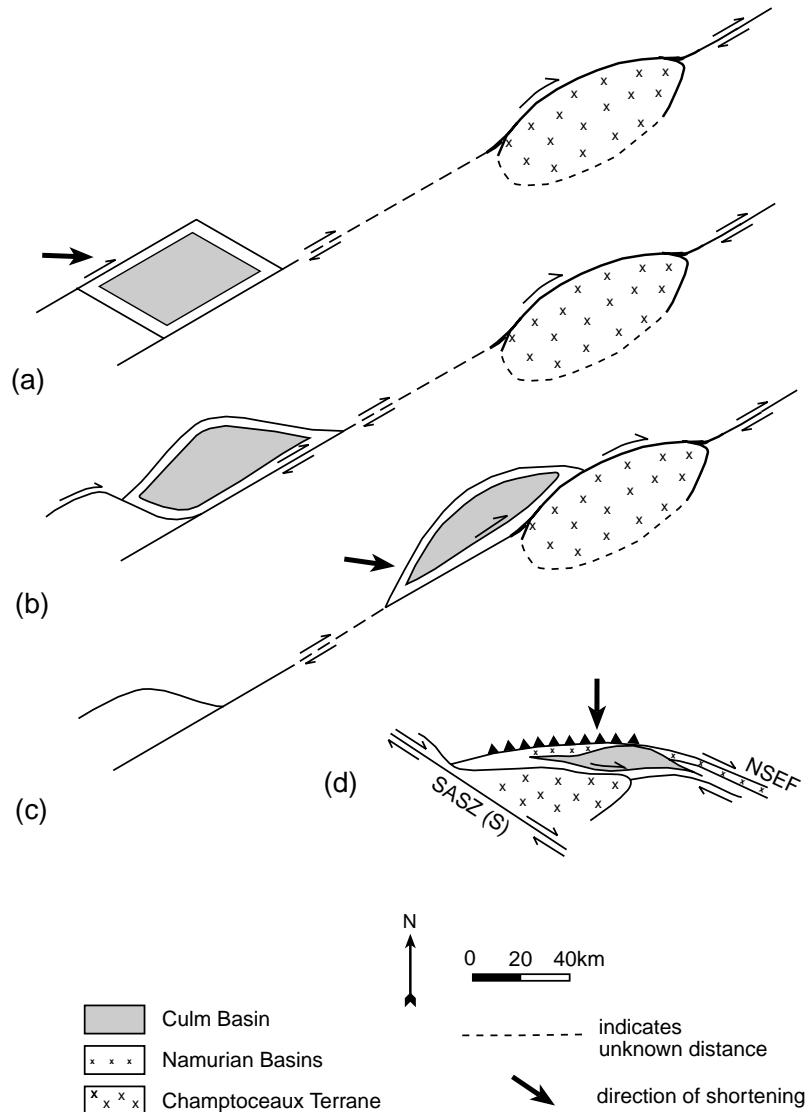 (a)
(b)
(c)
(d)
SASZ (S)
NSEF
N
0 20 40km
Culm Basin
Namurian Basins
Champtoceaux Terrane
indicates
unknown distance
direction of shortening